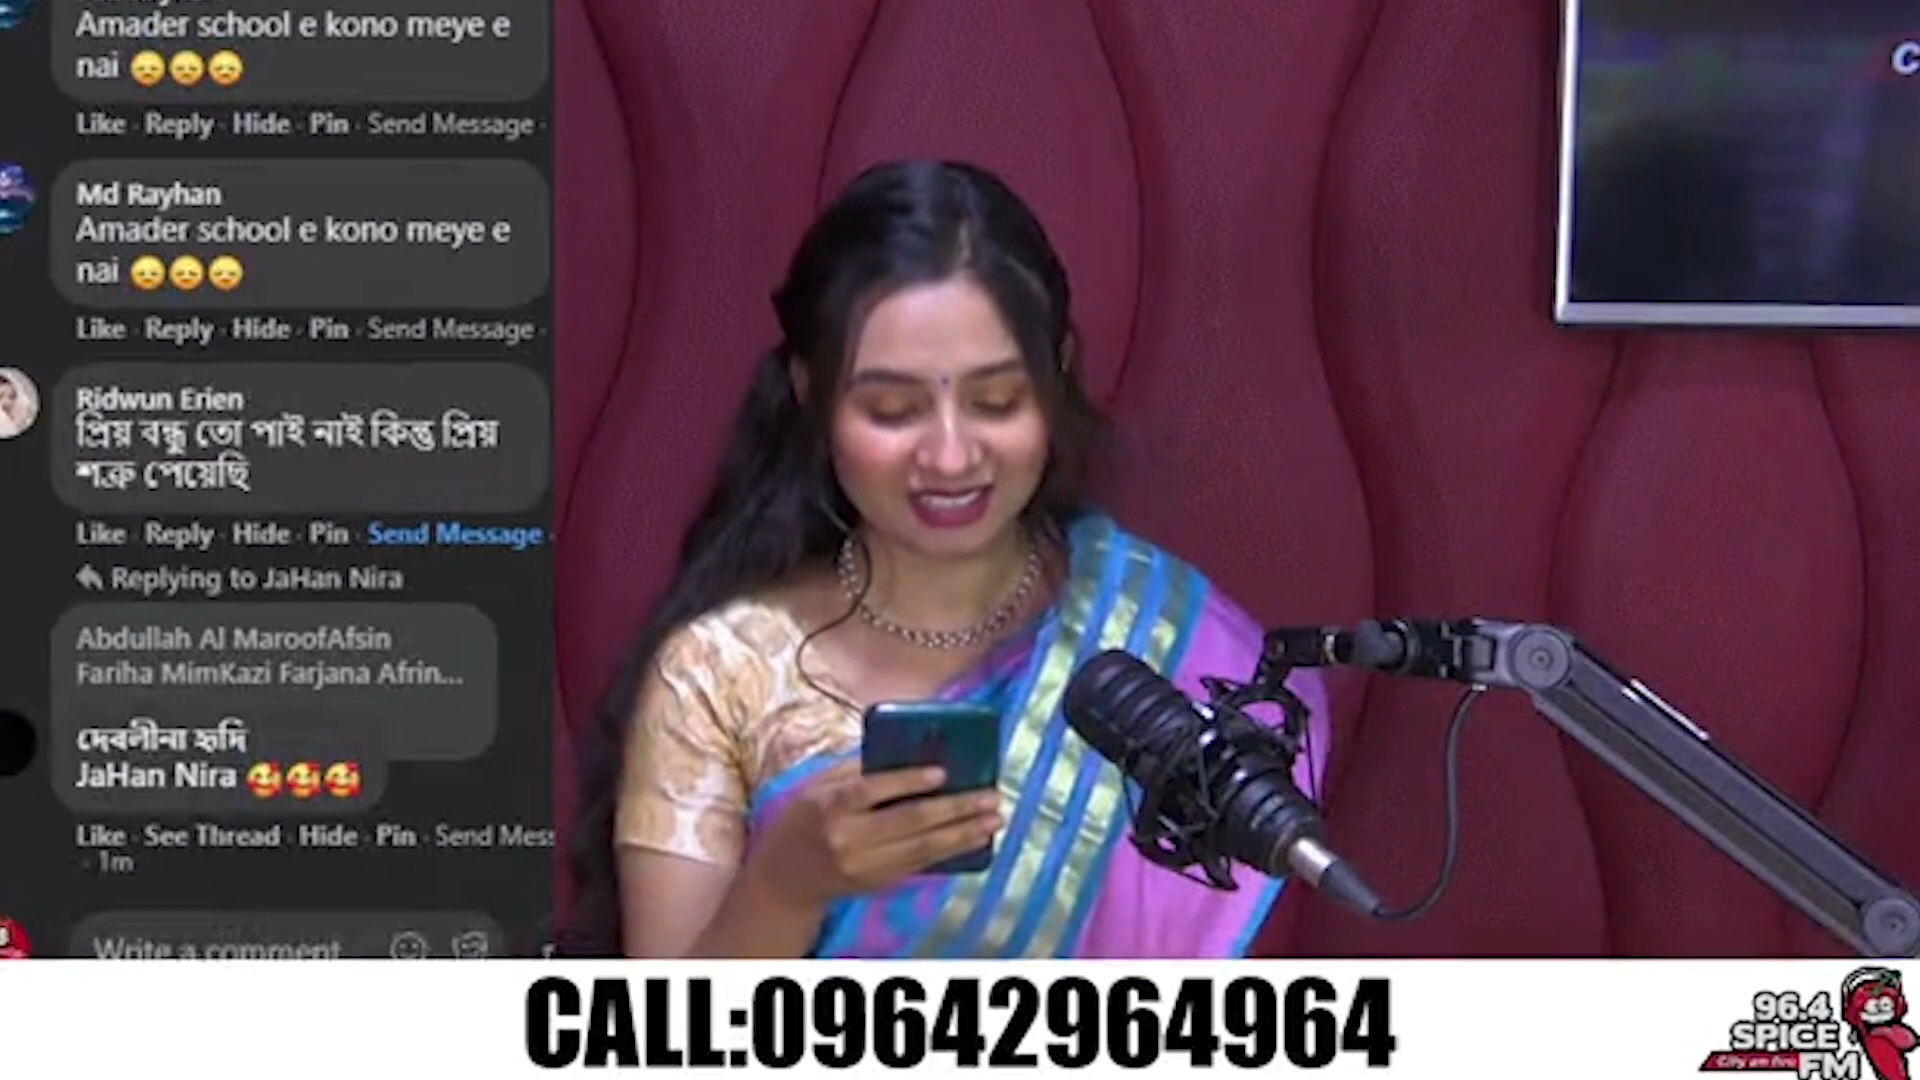 Amader school e kono meye e
nai 😞😞😞
Like · Reply · Hide · Pin · Send Message ·
Md Rayhan
Amader school e kono meye e
nai 😞😞😞
Like · Reply · Hide · Pin · Send Message ·
Ridwun Erien
প্রিয় বন্ধু তো পাই নাই কিন্তু প্রিয়
শত্রু পেয়েছি
Like · Reply · Hide · Pin · Send Message ·
Replying to JaHan Nira
Abdullah Al MaroofAfsin
Fariha MimKazi Farjana Afrin...
দেবলীনা হৃদি
JaHan Nira 🥰🥰🥰
Like · See Thread · Hide · Pin · Send Mess
· 1m
Write a comment
C
CALL:09642964964
96.4
SPICE
City on fire
FM